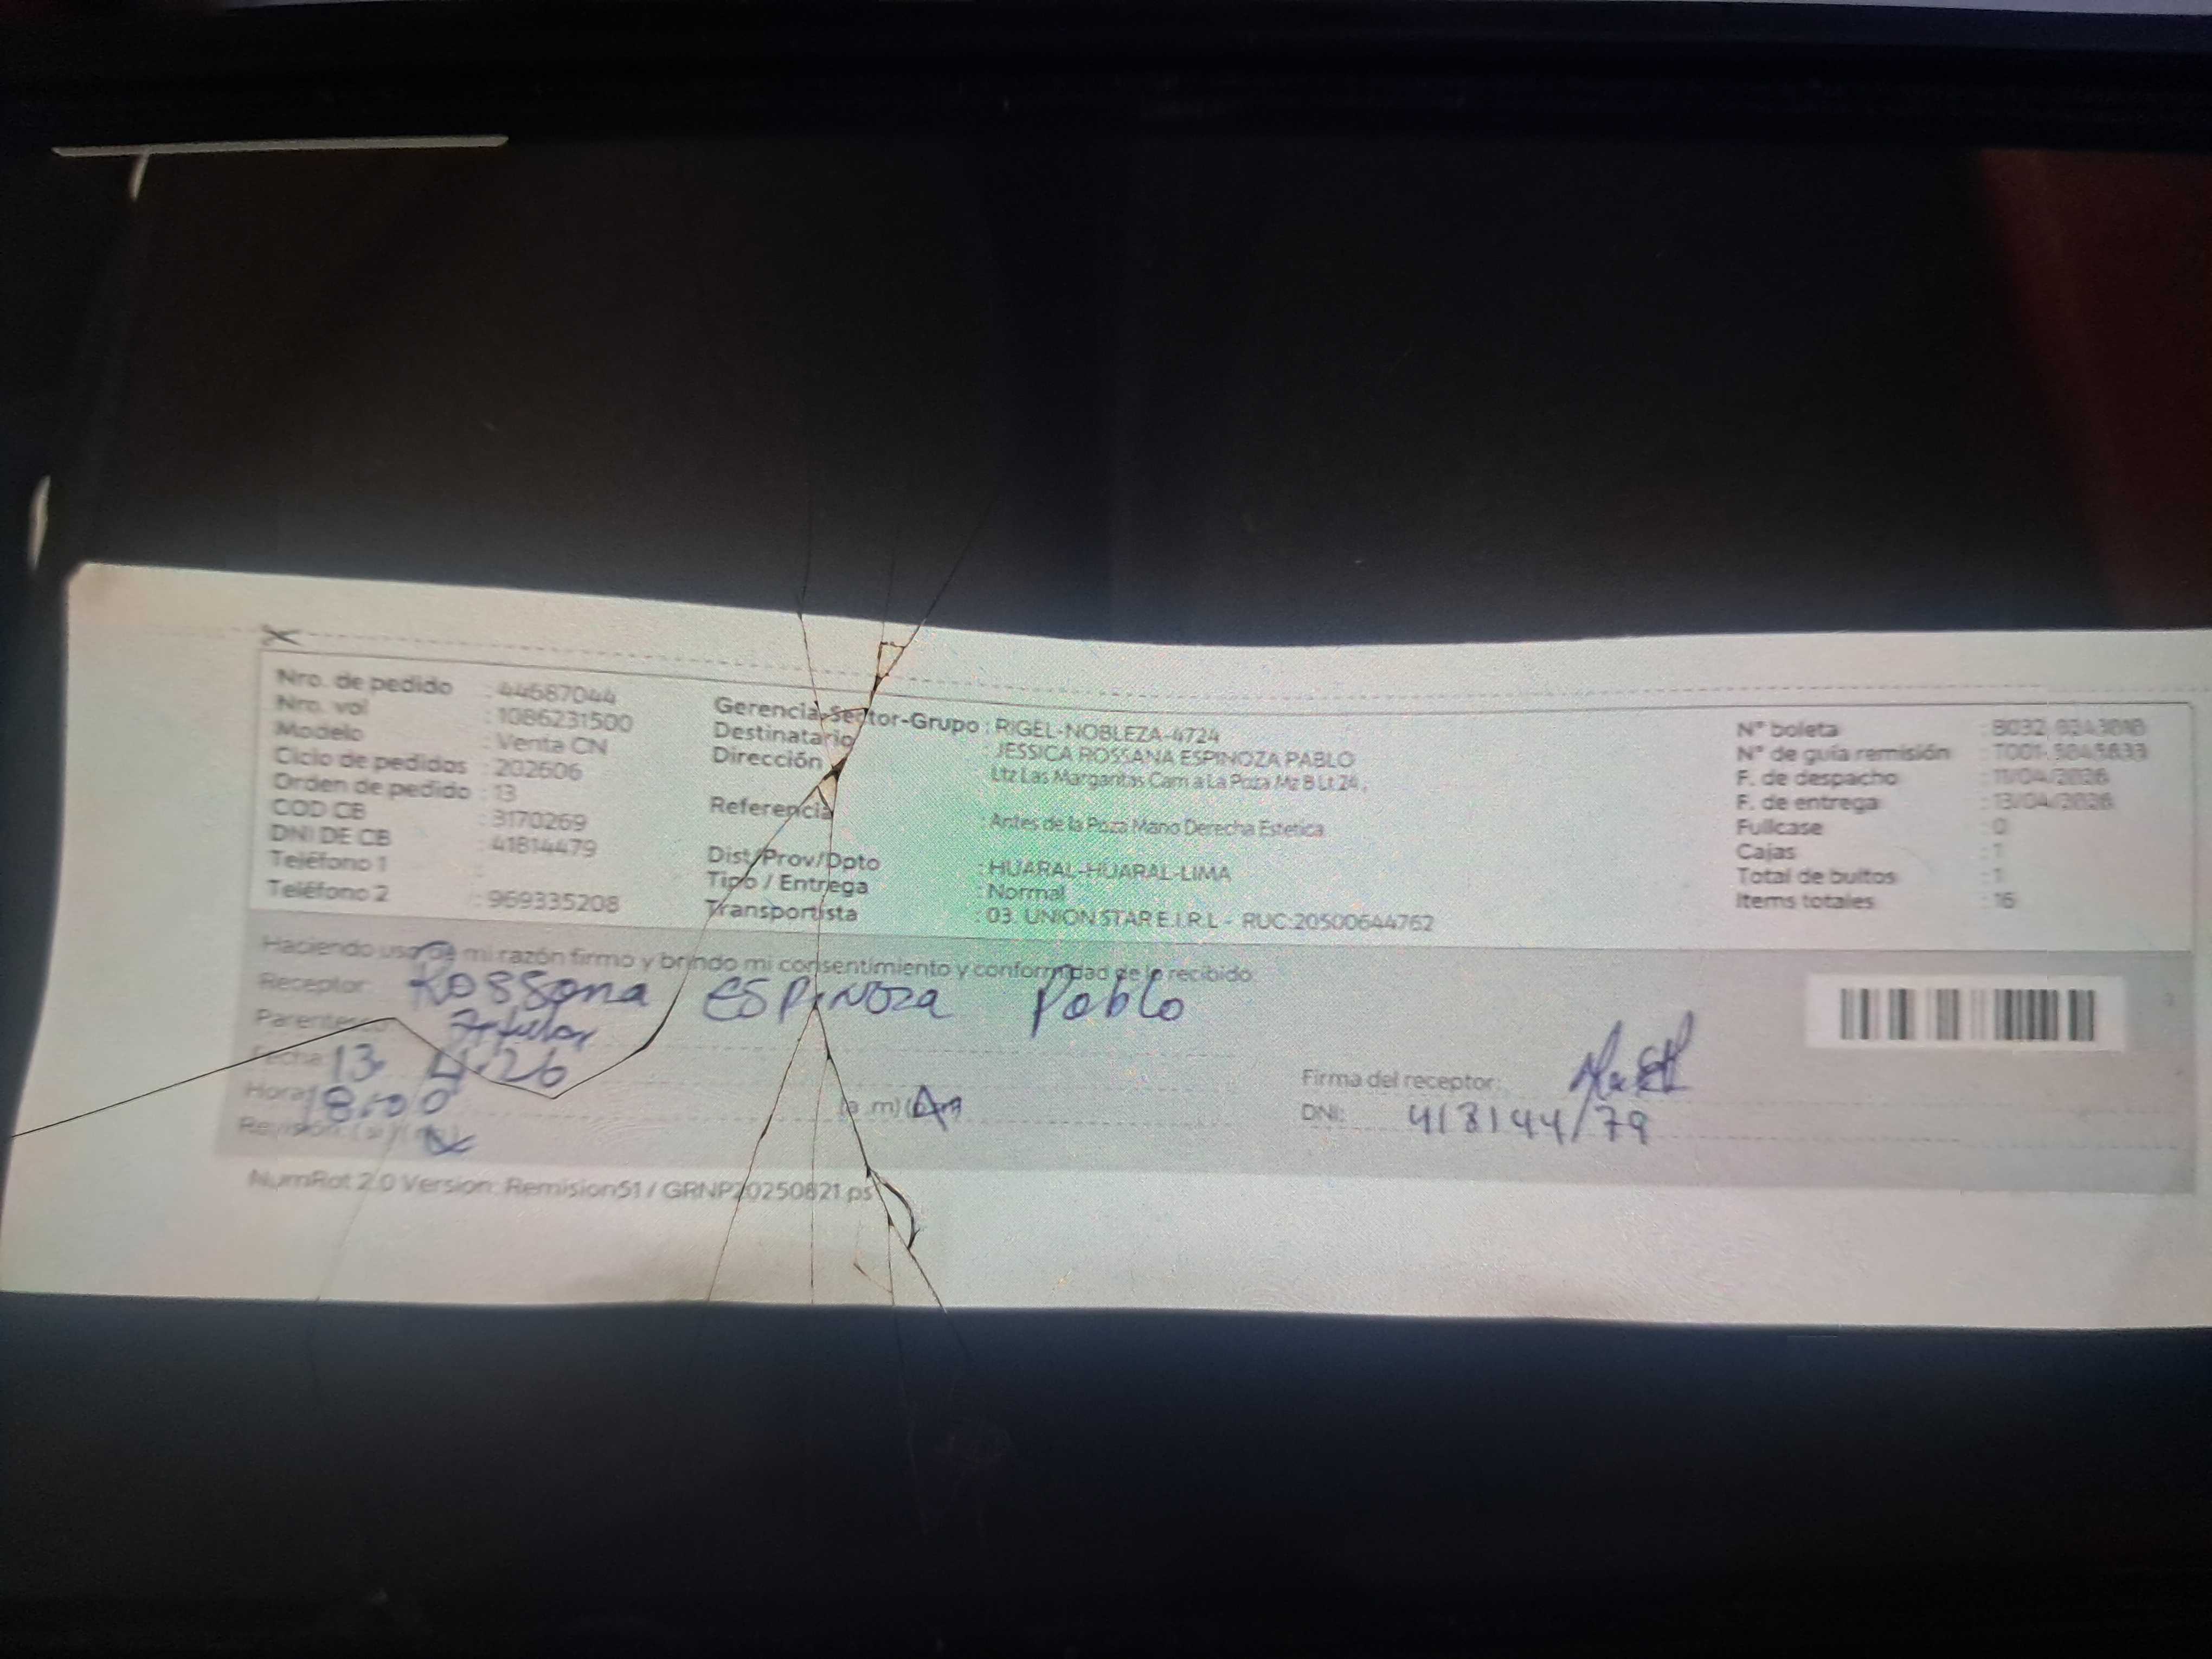 Nro. de pedido : 44687044
Nro. vol : 1086231500
Modelo : Venta CN
Ciclo de pedidos : 202606
Orden de pedido : 13
COD CB : 3170269
DNI DE CB : 41814479
Teléfono 1 :
Teléfono 2 : 969335208
Gerencia-Sector-Grupo : RIGEL-NOBLEZA-4724
Destinatario : JESSICA ROSSANA ESPINOZA PABLO
Dirección : Ltz Las Margaritas Cam a La Poza Mz B Lt 24 ,
Referencia : Antes de la Poza Mano Derecha Estetica
Dist/Prov/Dpto : HUARAL-HUARAL-LIMA
Tipo / Entrega : Normal
Transportista : 03. UNION STAR E.I.R.L - RUC:20500644762
N° boleta : B032
N° de guía remisión : T001-
F. de despacho : 11/04/2026
F. de entrega : 13/04/2026
Fullcase : 0
Cajas : 1
Total de bultos : 1
Items totales : 16
Haciendo uso de mi razón firmo y brindo mi consentimiento y conformidad de lo recibido
Receptor: Rossana ESPINOZA Pablo
Parentesco: Titular
Fecha: 13 4.26
Hora: 18:00 (a .m) (p.m)
Revisión: (si) (no)
Firma del receptor:
DNI: 418144/79
NumRot 2.0 Version: Remision51 / GRNP20250821.ps